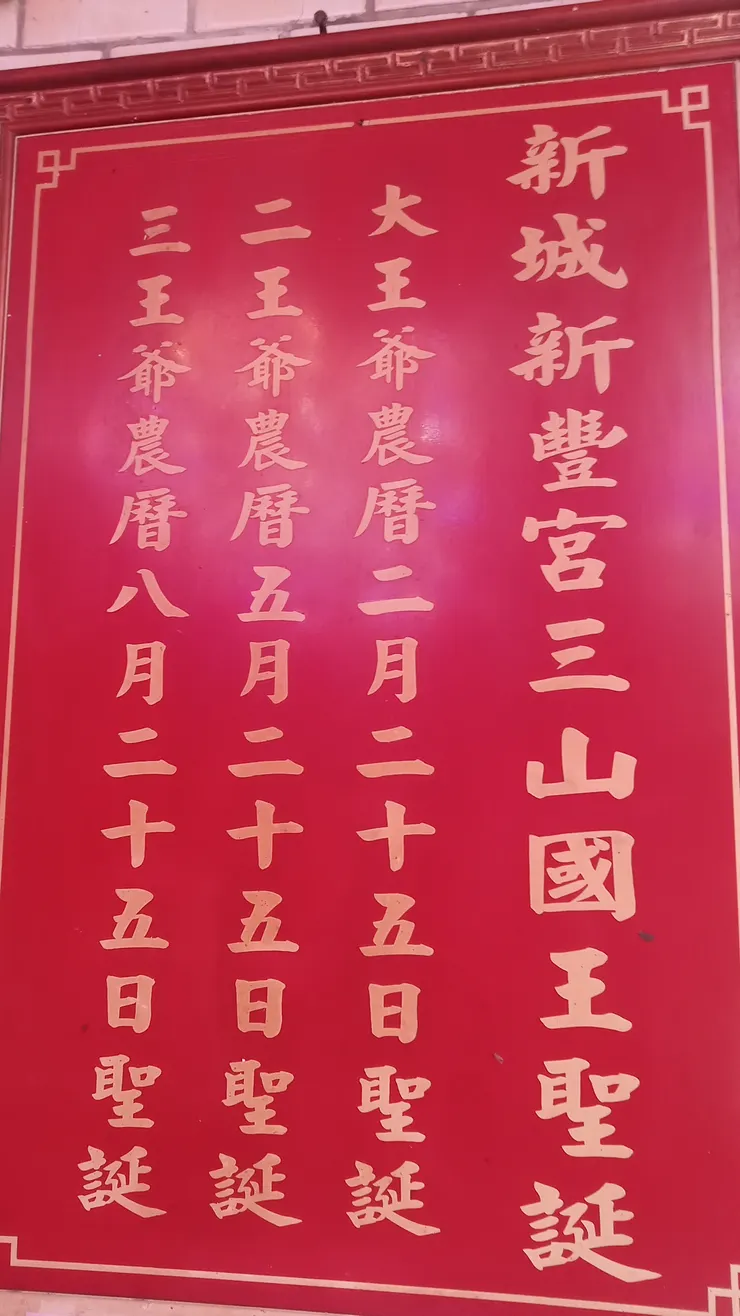 新城新豐宮三山國王聖誕
大王爺農曆二月二十五日聖誕
二王爺農曆五月二十五日聖誕
三王爺農曆八月二十五日聖誕